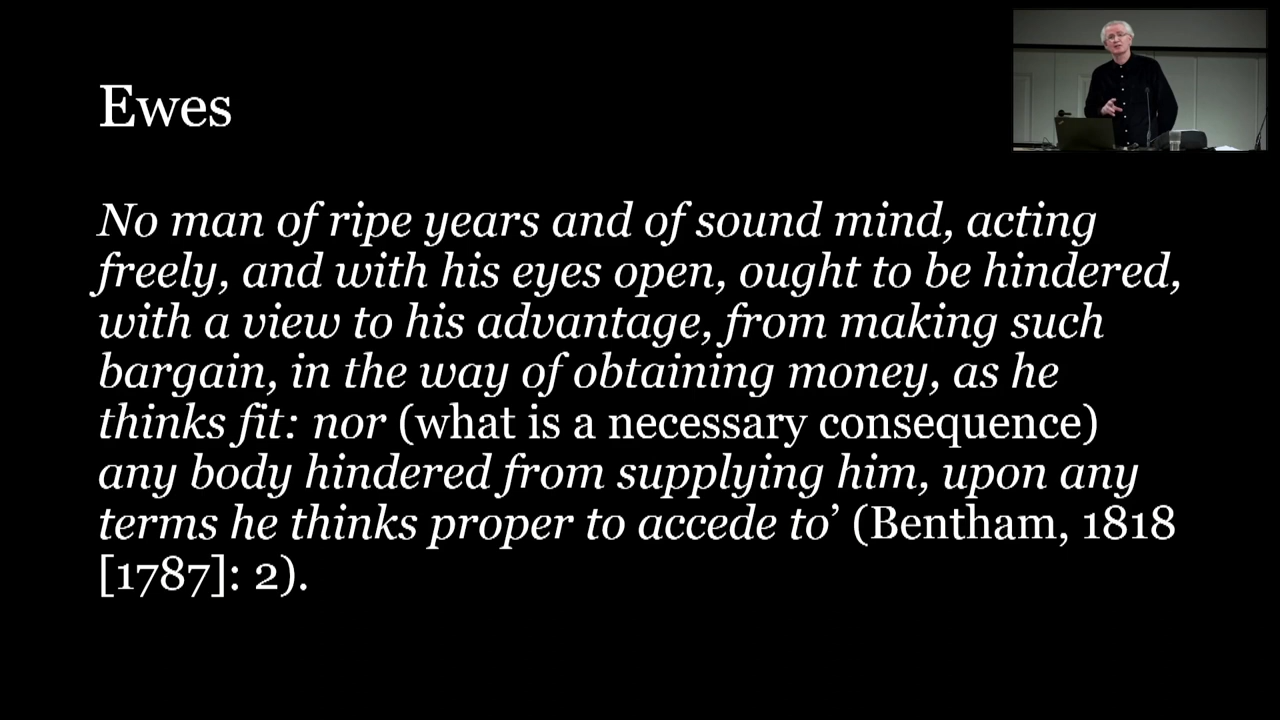 Ewes
No man of ripe years and of sound mind, acting
freely, and with his eyes open, ought to be hindered,
with a view to his advantage, from making such
bargain, in the way of obtaining money, as he
thinks fit: nor (what is a necessary consequence)
any body hindered from supplying him, upon any
terms he thinks proper to accede to’ (Bentham, 1818
[1787]: 2).